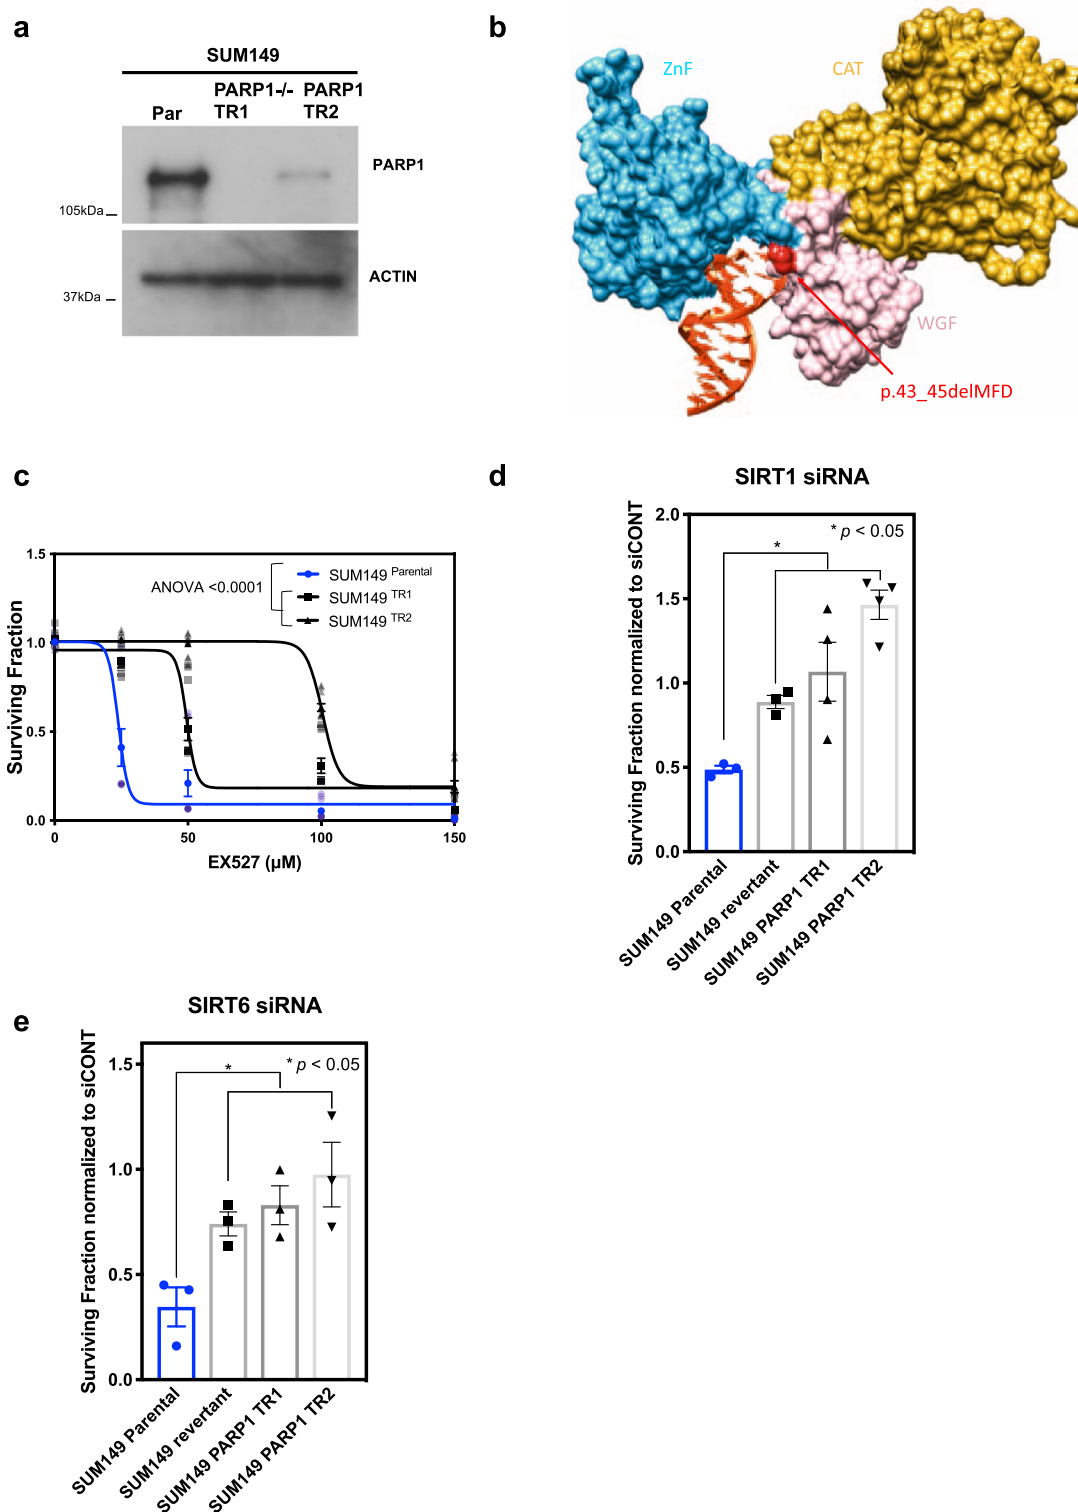 a
SUM149
PARP1-/- PARP1
Par TR1 TR2
PARP1
105kDa
ACTIN
37kDa
b
ZnF
CAT
WGF
p.43_45delMFD
c
Surviving Fraction
1.5
1.0
0.5
0.0
ANOVA <0.0001
SUM149 Parental
SUM149 TR1
SUM149 TR2
0 50 100 150
EX527 (µM)
d
SIRT1 siRNA
Surviving Fraction normalized to siCONT
2.0
1.5
1.0
0.5
0.0
* p < 0.05
*
SUM149 Parental
SUM149 revertant
SUM149 PARP1 TR1
SUM149 PARP1 TR2
e
SIRT6 siRNA
Surviving Fraction normalized to siCONT
1.5
1.0
0.5
0.0
* p < 0.05
*
SUM149 Parental
SUM149 revertant
SUM149 PARP1 TR1
SUM149 PARP1 TR2